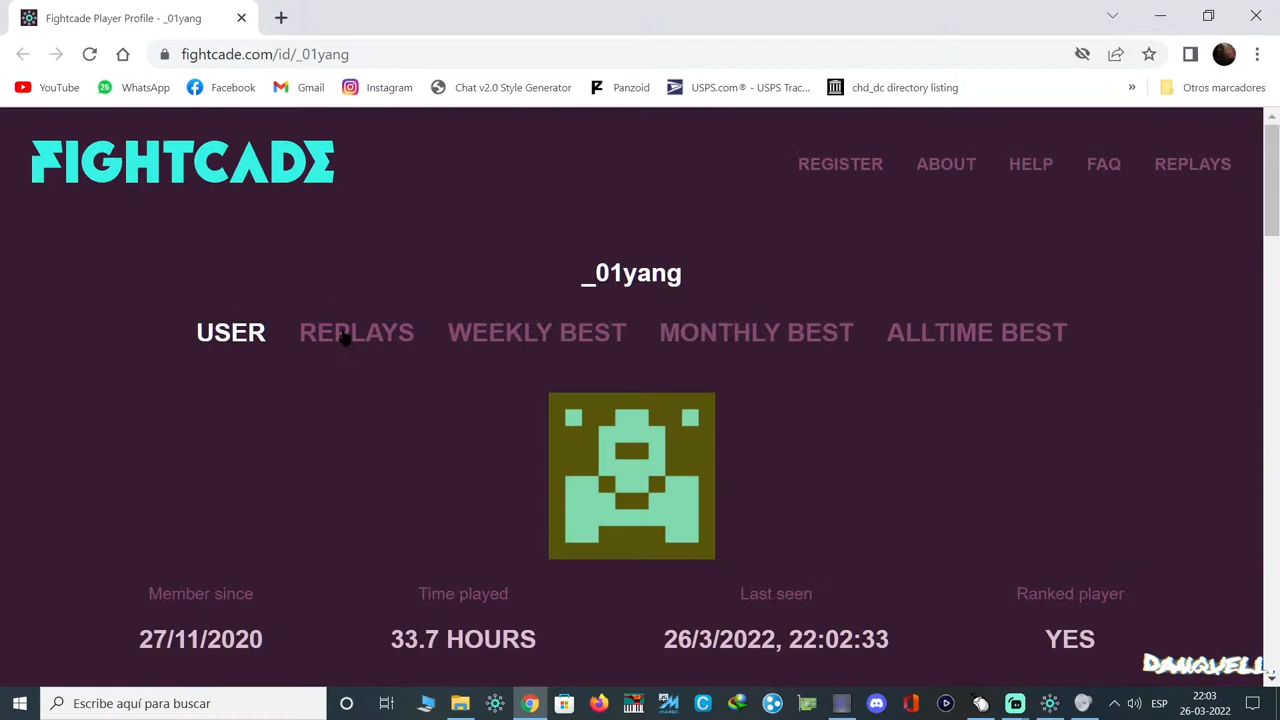 Fightcade Player Profile - _01yang
fightcade.com/id/_01yang
YouTube WhatsApp Facebook Gmail Instagram Chat v2.0 Style Generator Panzoid USPS.com® - USPS Trac... chd_dc directory listing » Otros marcadores
FIGHTCADE
REGISTER ABOUT HELP FAQ REPLAYS
_01yang
USER REPLAYS WEEKLY BEST MONTHLY BEST ALLTIME BEST
Member since Time played Last seen Ranked player
27/11/2020 33.7 HOURS 26/3/2022, 22:02:33 YES
Escribe aquí para buscar
ESP
22:03
26-03-2022